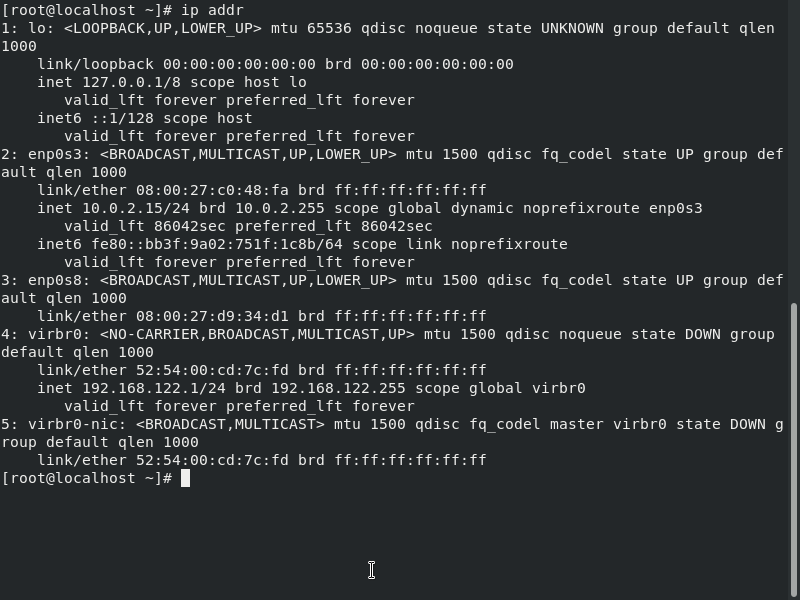 [root@localhost ~]# ip addr
1: lo: <LOOPBACK,UP,LOWER_UP> mtu 65536 qdisc noqueue state UNKNOWN group default qlen
1000
    link/loopback 00:00:00:00:00:00 brd 00:00:00:00:00:00
    inet 127.0.0.1/8 scope host lo
       valid_lft forever preferred_lft forever
    inet6 ::1/128 scope host
       valid_lft forever preferred_lft forever
2: enp0s3: <BROADCAST,MULTICAST,UP,LOWER_UP> mtu 1500 qdisc fq_codel state UP group def
ault qlen 1000
    link/ether 08:00:27:c0:48:fa brd ff:ff:ff:ff:ff:ff
    inet 10.0.2.15/24 brd 10.0.2.255 scope global dynamic noprefixroute enp0s3
       valid_lft 86042sec preferred_lft 86042sec
    inet6 fe80::bb3f:9a02:751f:1c8b/64 scope link noprefixroute
       valid_lft forever preferred_lft forever
3: enp0s8: <BROADCAST,MULTICAST,UP,LOWER_UP> mtu 1500 qdisc fq_codel state UP group def
ault qlen 1000
    link/ether 08:00:27:d9:34:d1 brd ff:ff:ff:ff:ff:ff
4: virbr0: <NO-CARRIER,BROADCAST,MULTICAST,UP> mtu 1500 qdisc noqueue state DOWN group
default qlen 1000
    link/ether 52:54:00:cd:7c:fd brd ff:ff:ff:ff:ff:ff
    inet 192.168.122.1/24 brd 192.168.122.255 scope global virbr0
       valid_lft forever preferred_lft forever
5: virbr0-nic: <BROADCAST,MULTICAST> mtu 1500 qdisc fq_codel master virbr0 state DOWN g
roup default qlen 1000
    link/ether 52:54:00:cd:7c:fd brd ff:ff:ff:ff:ff:ff
[root@localhost ~]#